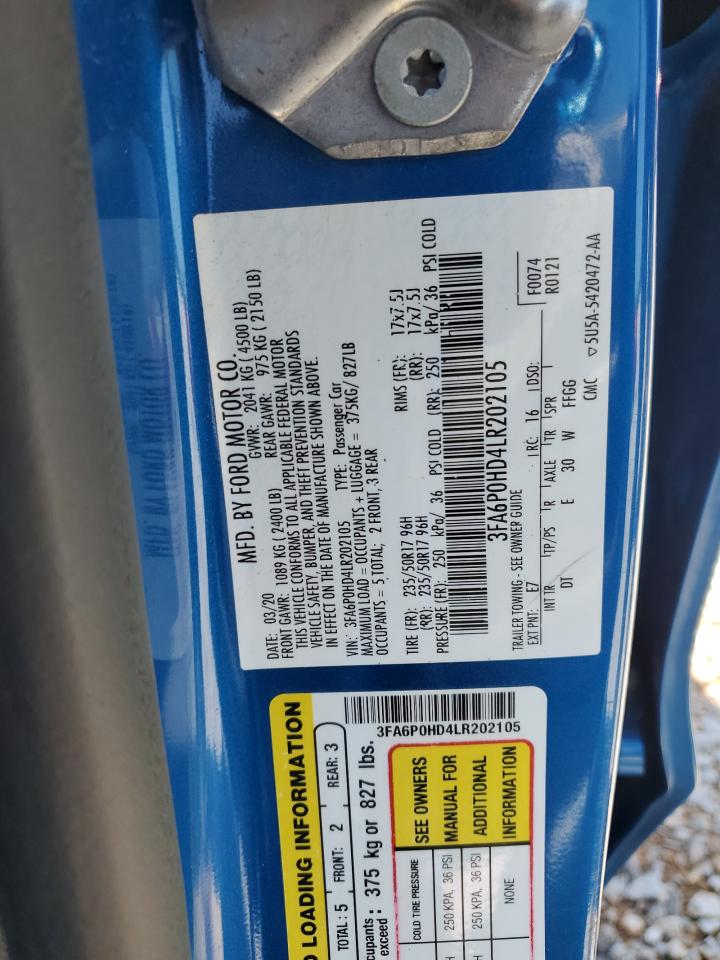 MFD. BY FORD MOTOR CO.
DATE: 03/20 GVWR: 2041 KG ( 4500 LB)
FRONT GAWR: 1089 KG ( 2400 LB) REAR GAWR: 975 KG ( 2150 LB)
THIS VEHICLE CONFORMS TO ALL APPLICABLE FEDERAL MOTOR
VEHICLE SAFETY, BUMPER, AND THEFT PREVENTION STANDARDS
IN EFFECT ON THE DATE OF MANUFACTURE SHOWN ABOVE.
VIN: 3FA6P0HD4LR202105 TYPE: Passenger Car
MAXIMUM LOAD = OCCUPANTS + LUGGAGE = 375KG/ 827LB
OCCUPANTS = 5 TOTAL; 2 FRONT, 3 REAR
TIRE (FR): 235/50R17 96H RIMS (FR): 17x7.5J
(RR): 235/50R17 96H (RR): 17x7.5J
PRESSURE (FR): 250 kPa/ 36 PSI COLD (RR): 250 kPa/ 36 PSI COLD
3FA6P0HD4LR202105
TRAILER TOWING - SEE OWNER GUIDE
EXT PNT: E7 RC: 16 DSO: F0074
R0121
INT TR TP/PS R AXLE TR SPR
DT E 30 W FFGG
CMC ▽5U5A-5420472-AA
3FA6P0HD4LR202105
LOADING INFORMATION
TOTAL: 5 FRONT: 2 REAR: 3
exceed : 375 kg or 827 lbs.
COLD TIRE PRESSURE SEE OWNERS
250 KPA, 36 PSI MANUAL FOR
250 KPA, 36 PSI ADDITIONAL
NONE INFORMATION